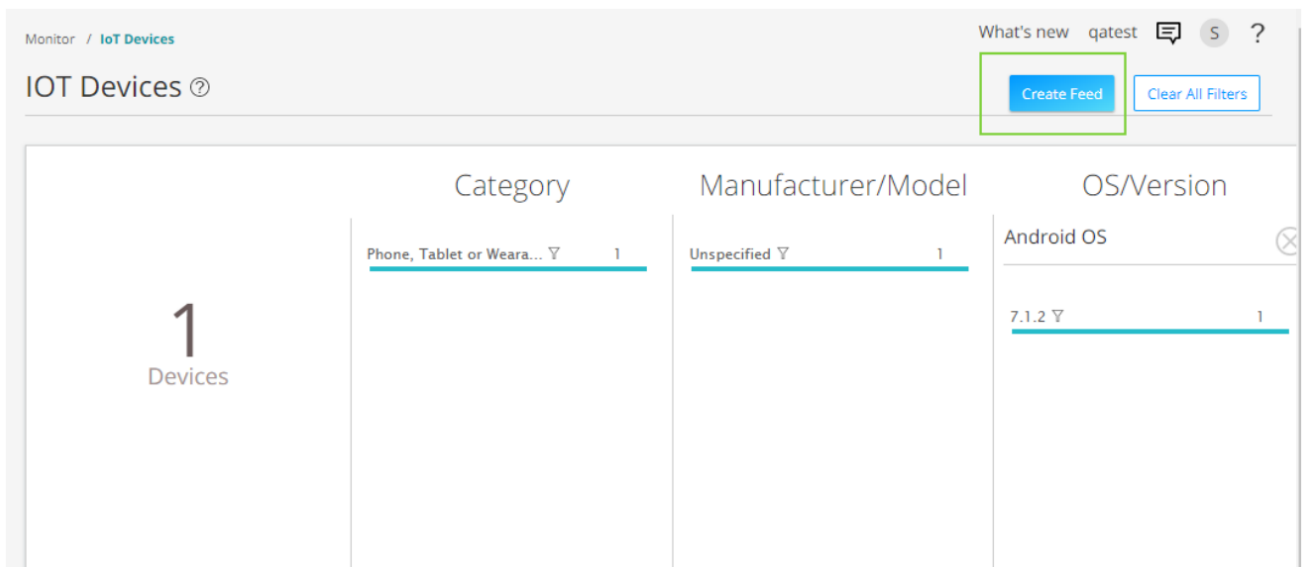 Monitor / IoT Devices
What's new qatest S ?
IOT Devices ?
Create Feed Clear All Filters
Category Manufacturer/Model OS/Version
Android OS
Phone, Tablet or Weara... 1 Unspecified 1
7.1.2 1
1
Devices